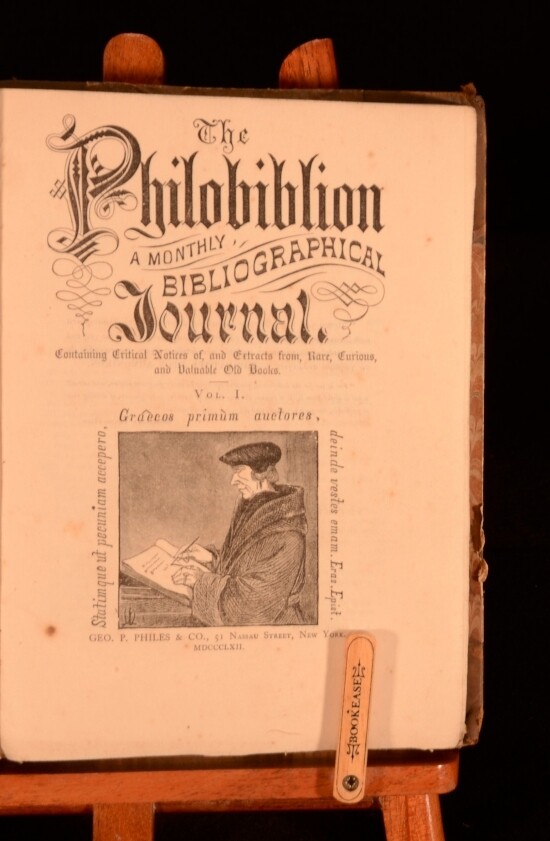 The
Philobiblion
A MONTHLY
BIBLIOGRAPHICAL
Journal.
Containing Critical Notices of, and Extracts from, Rare, Curious,
and Valuable Old Books.
VOL. I.
Statimque ut pecuniam accepero,
Graecos primùm auctores,
deinde vestes emam. Eras. Epist.
GEO. P. PHILES & CO., 51 NASSAU STREET, NEW YORK.
MDCCCLXII.
BOOKEASE